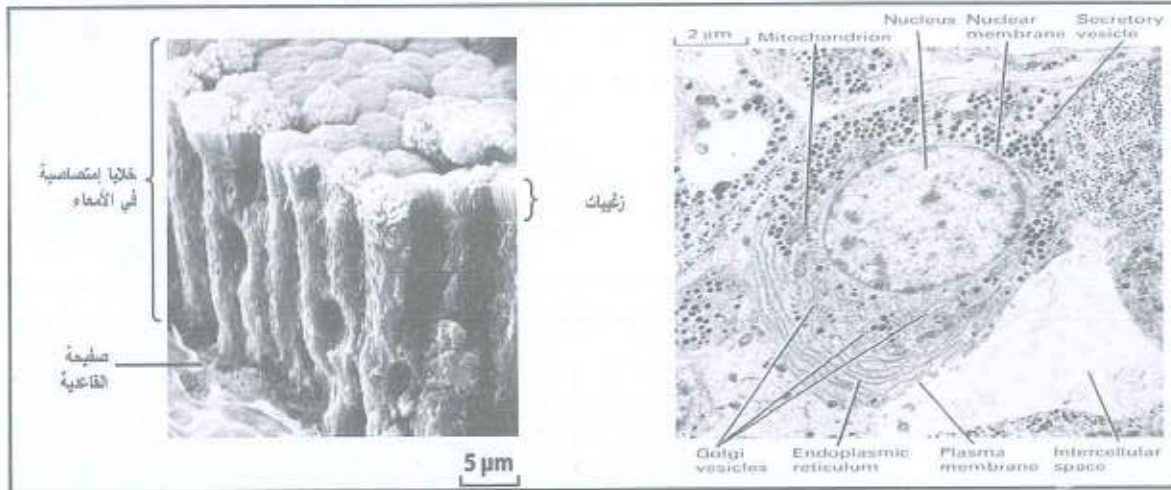 خلايا إمتصاصية
في الأمعاء
زغيبات
صفيحة
القاعدية
5 µm
2 µm
Mitochondrion
Nucleus
Nuclear
membrane
Secretory
vesicle
Golgi
vesicles
Endoplasmic
reticulum
Plasma
membrane
Intercellular
space